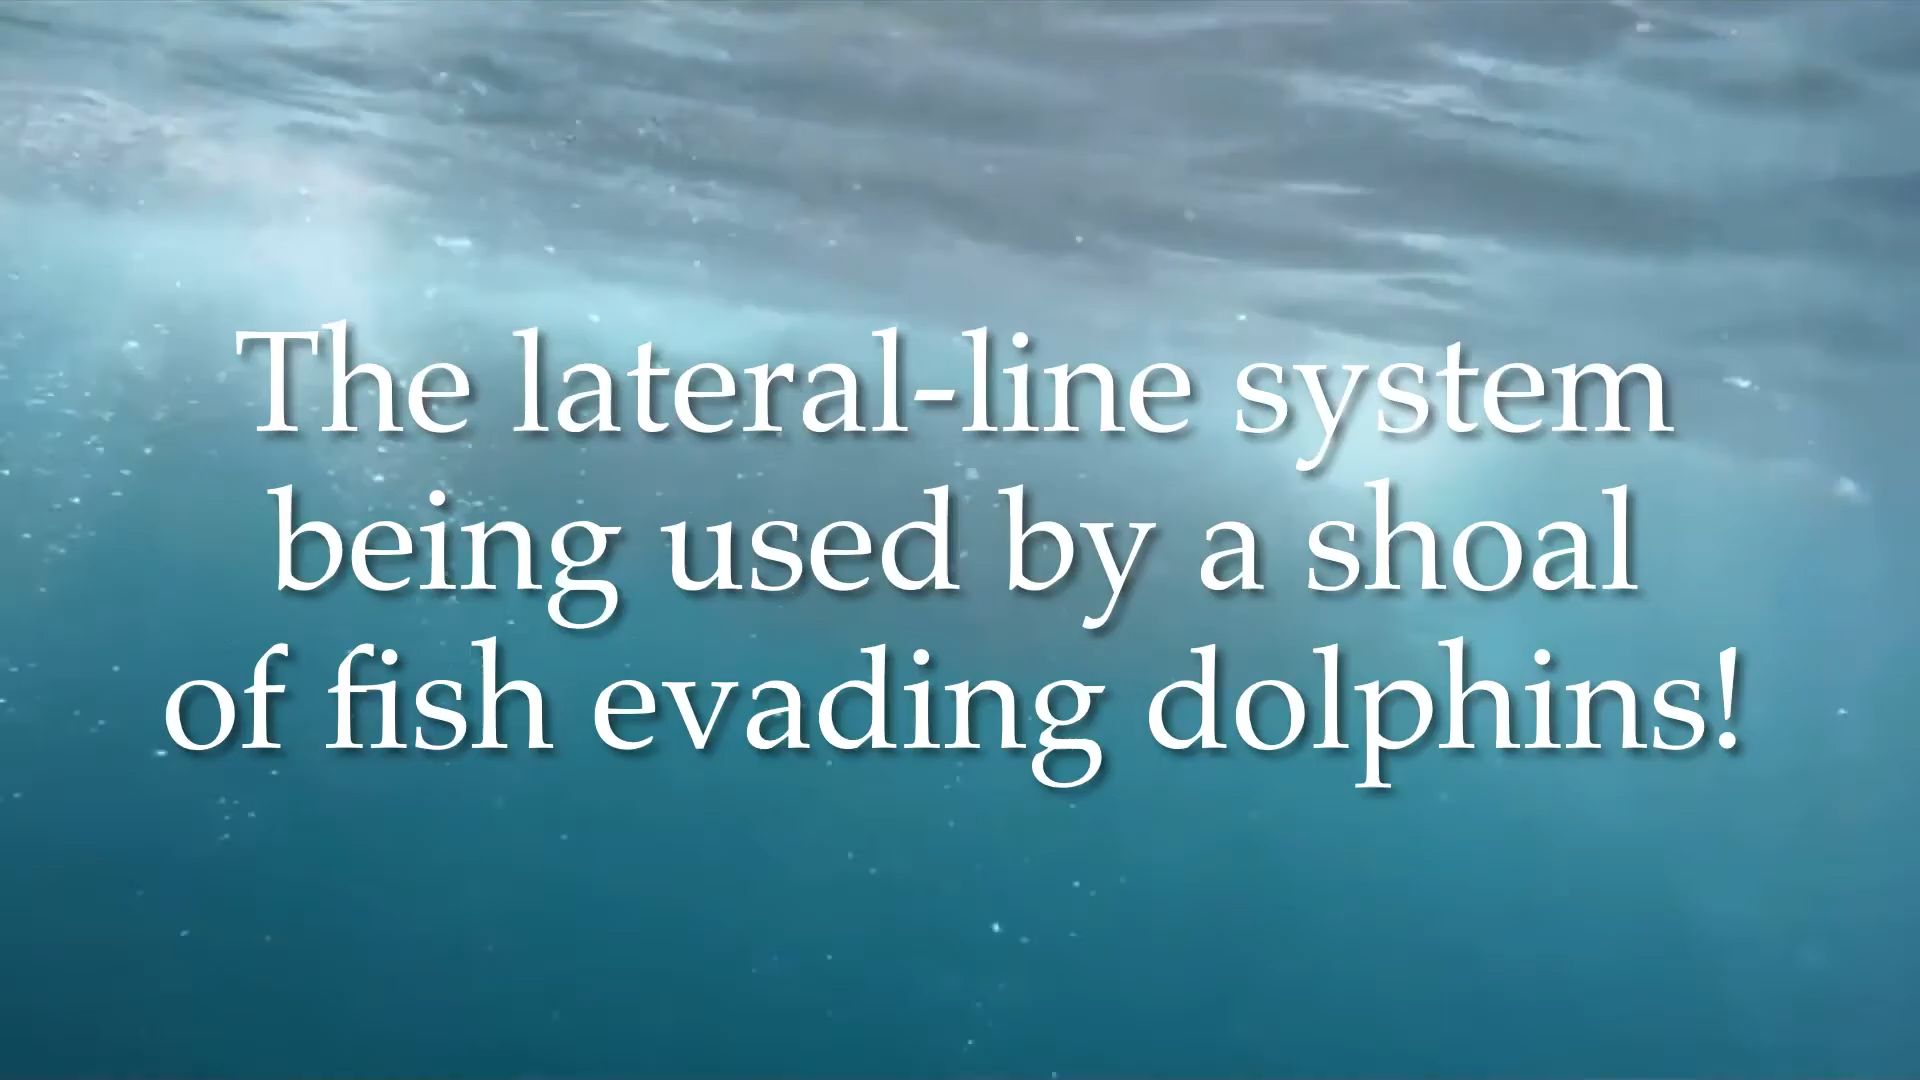 The lateral-line system
being used by a shoal
of fish evading dolphins!